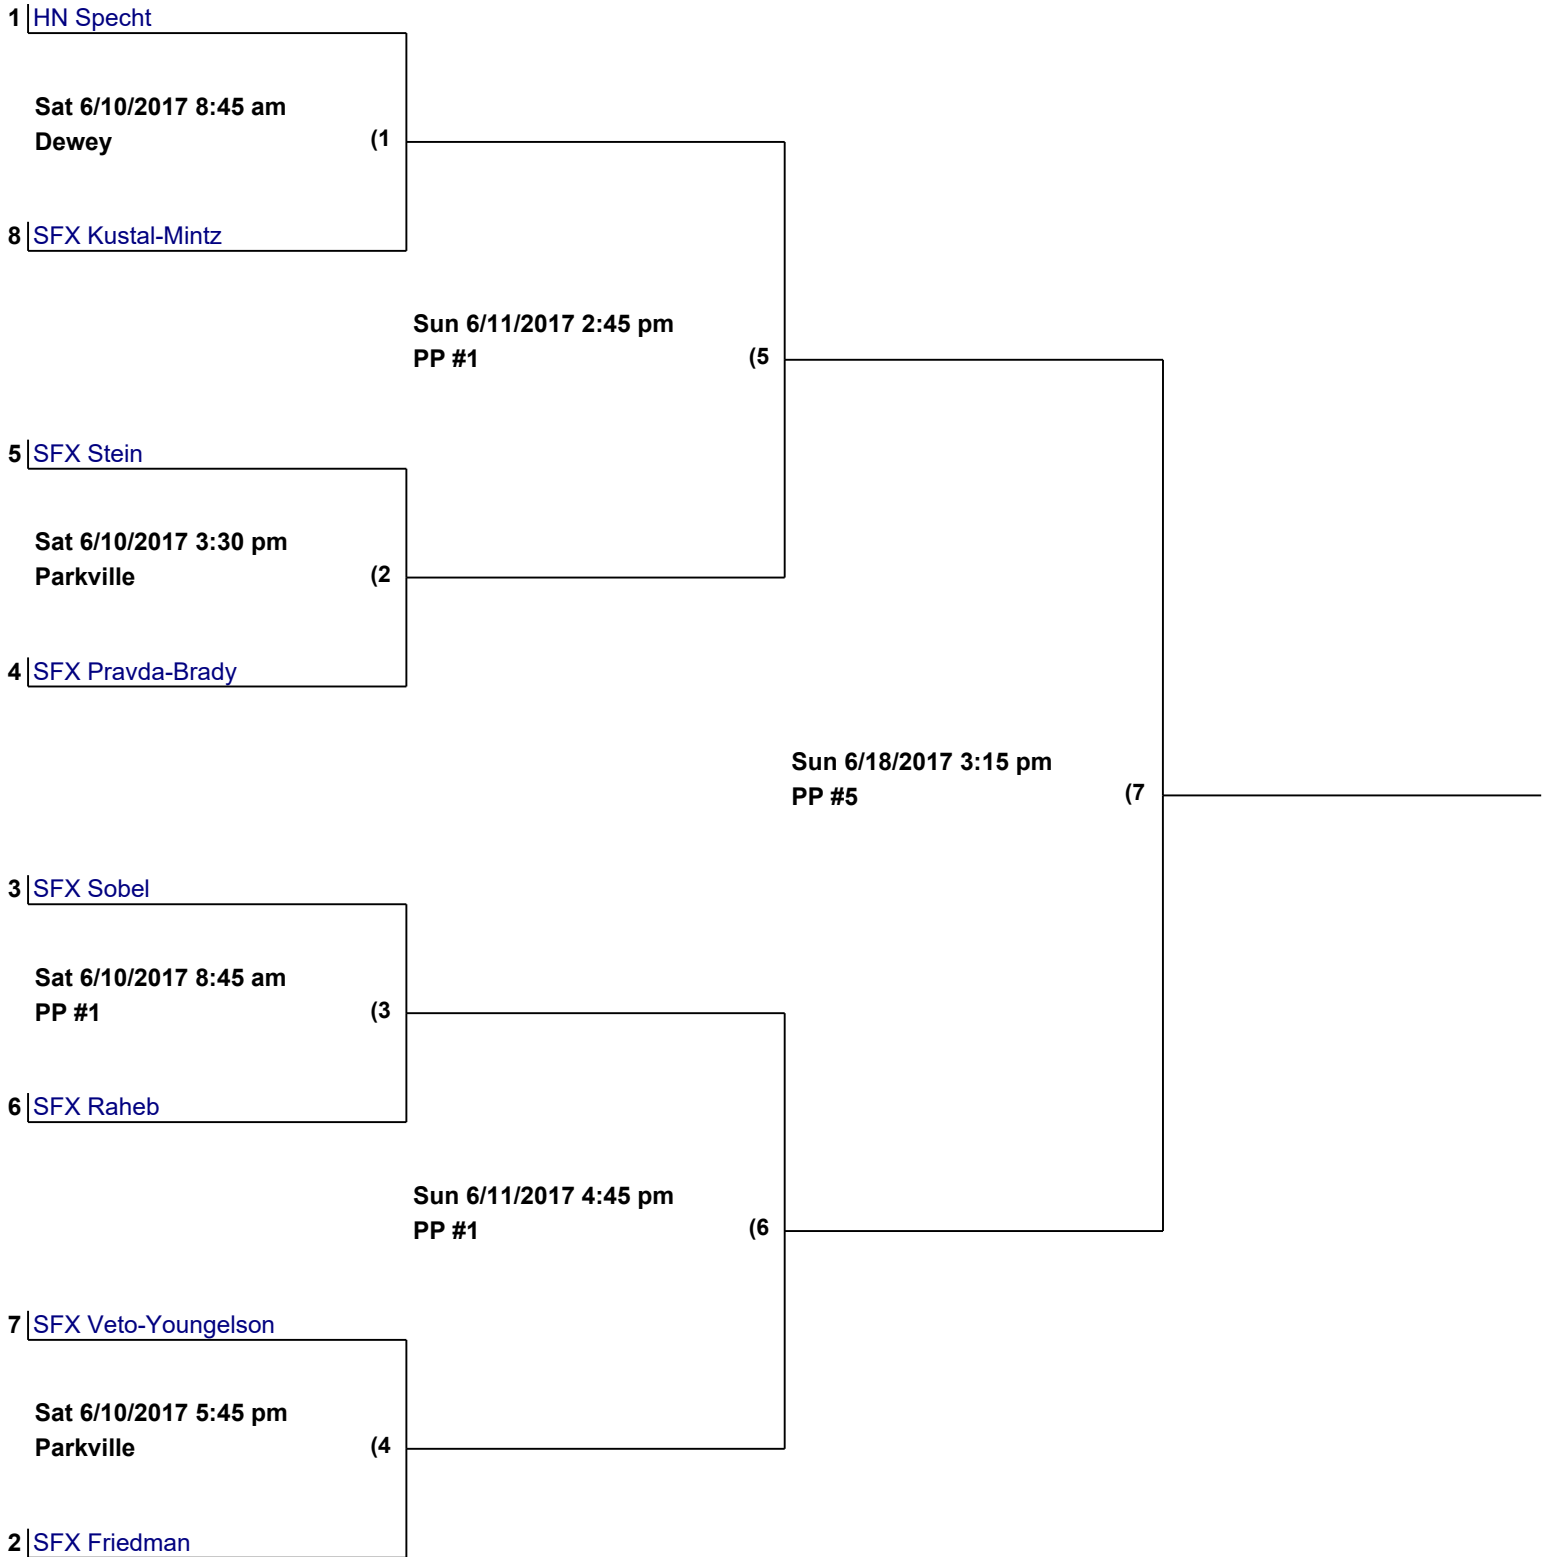 1 HN Specht
Sat 6/10/2017 8:45 am
Dewey (1
8 SFX Kustal-Mintz
Sun 6/11/2017 2:45 pm
PP #1 (5
5 SFX Stein
Sat 6/10/2017 3:30 pm
Parkville (2
4 SFX Pravda-Brady
Sun 6/18/2017 3:15 pm
PP #5 (7
3 SFX Sobel
Sat 6/10/2017 8:45 am
PP #1 (3
6 SFX Raheb
Sun 6/11/2017 4:45 pm
PP #1 (6
7 SFX Veto-Youngelson
Sat 6/10/2017 5:45 pm
Parkville (4
2 SFX Friedman